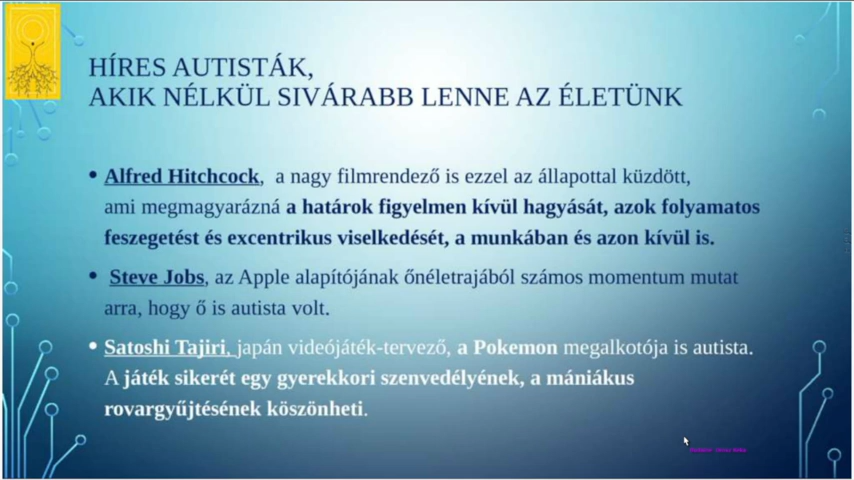 HÍRES AUTISTÁK,
AKIK NÉLKÜL SIVÁRABB LENNE AZ ÉLETÜNK
• Alfred Hitchcock, a nagy filmrendező is ezzel az állapottal küzdött,
ami megmagyarázná a határok figyelmen kívül hagyását, azok folyamatos
feszegetést és excentrikus viselkedését, a munkában és azon kívül is.
• Steve Jobs, az Apple alapítójának őnéletrajából számos momentum mutat
arra, hogy ő is autista volt.
• Satoshi Tajiri, japán videójáték-tervező, a Pokemon megalkotója is autista.
A játék sikerét egy gyerekkori szenvedélyének, a mániákus
rovargyűjtésének köszönheti.